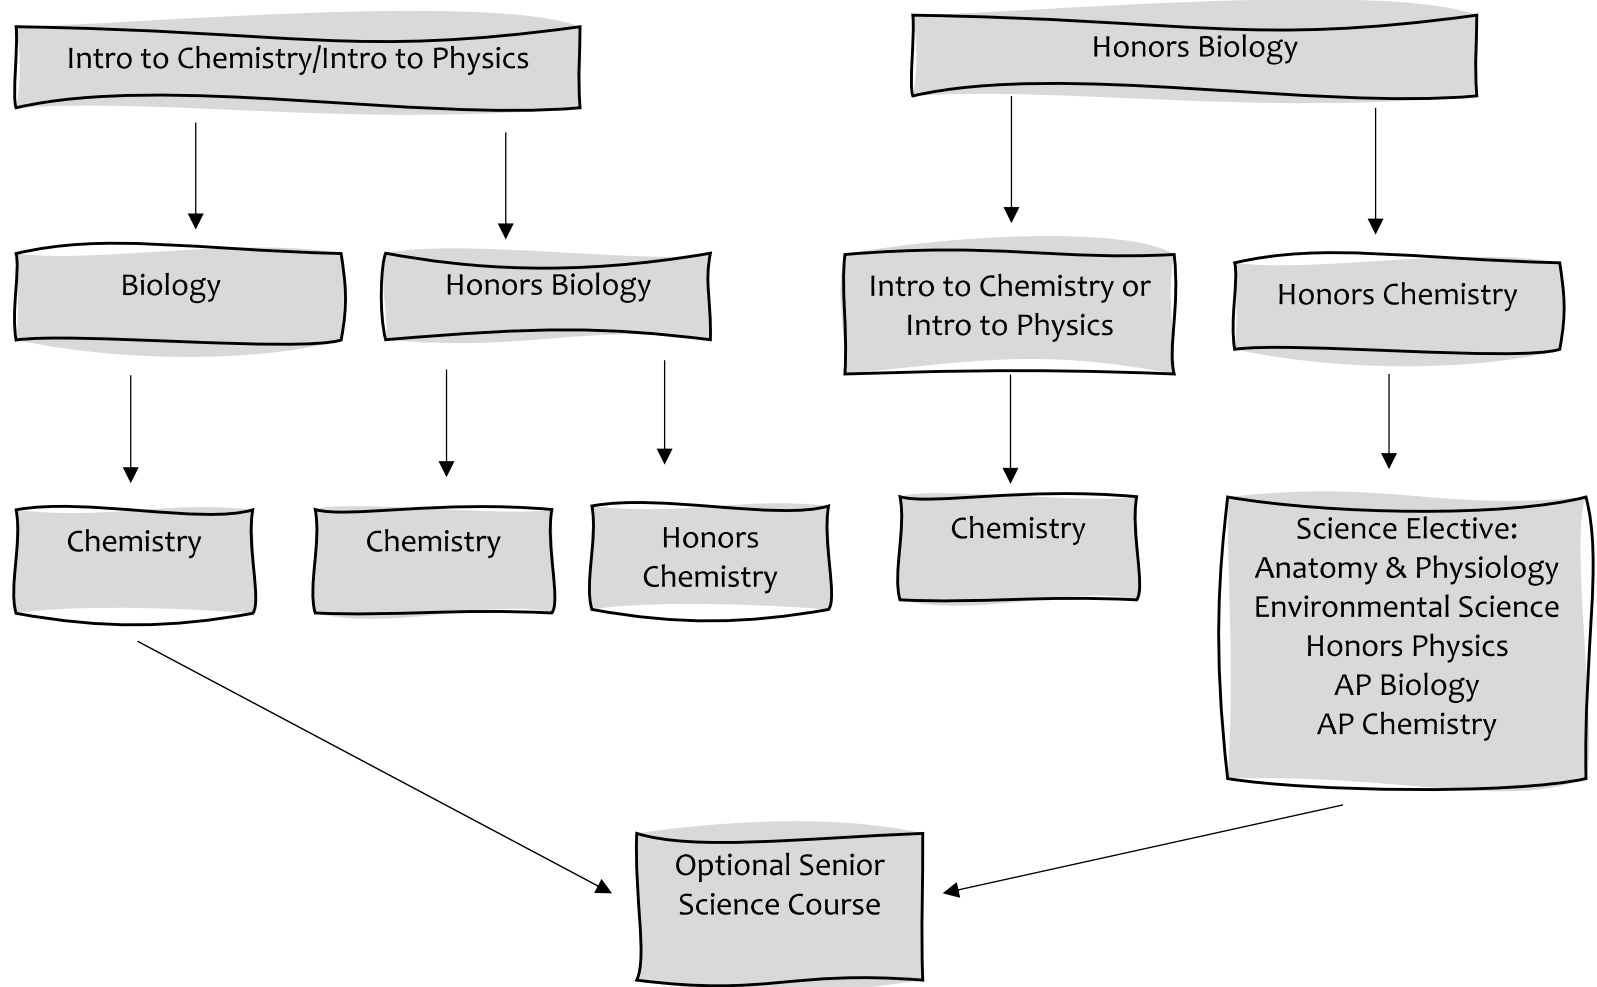 Intro to Chemistry/Intro to Physics
Honors Biology
Biology
Honors Biology
Intro to Chemistry or
Intro to Physics
Honors Chemistry
Chemistry
Chemistry
Honors
Chemistry
Chemistry
Science Elective:
Anatomy & Physiology
Environmental Science
Honors Physics
AP Biology
AP Chemistry
Optional Senior
Science Course